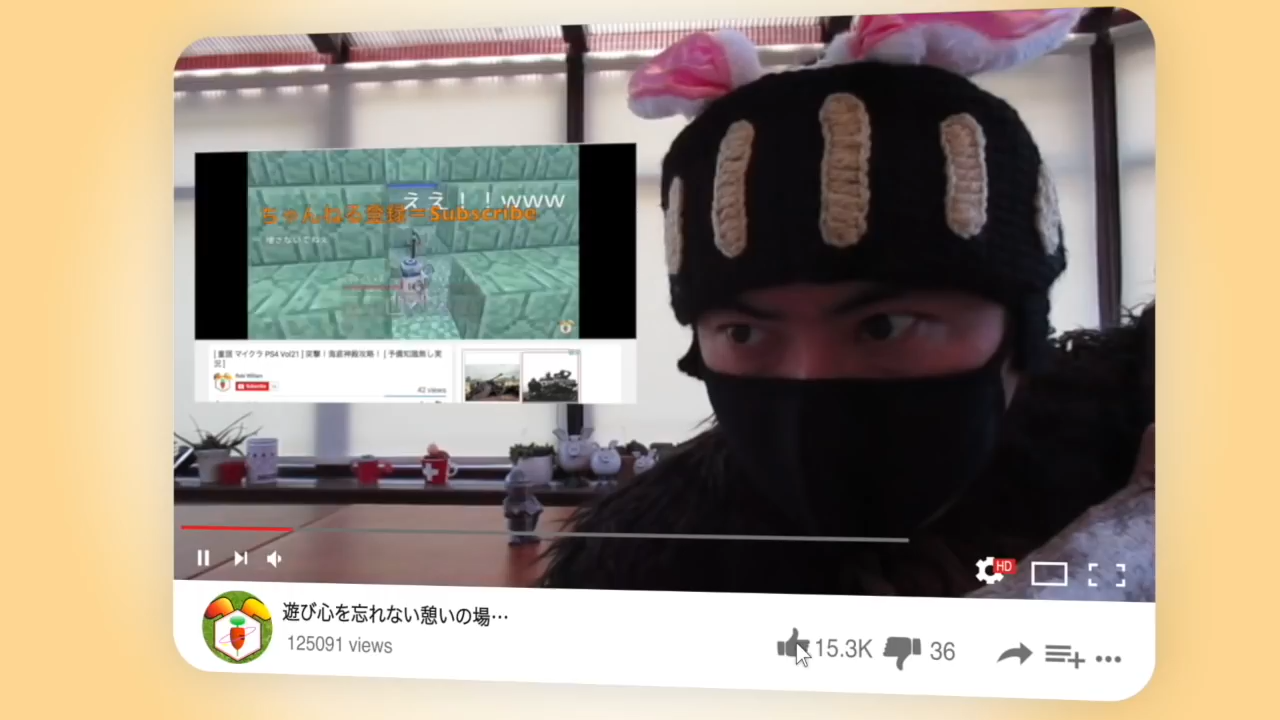 ええ！！www
ちゃんねる登録＝Subscribe
[ 童謡 マイクラ PS4 Vol21 ] 突撃！海底神殿攻略！ [ 予備知識無し実
況 ]
Subscribe
42 views
HD
遊び心を忘れない憩いの場…
125091 views
15.3K
36